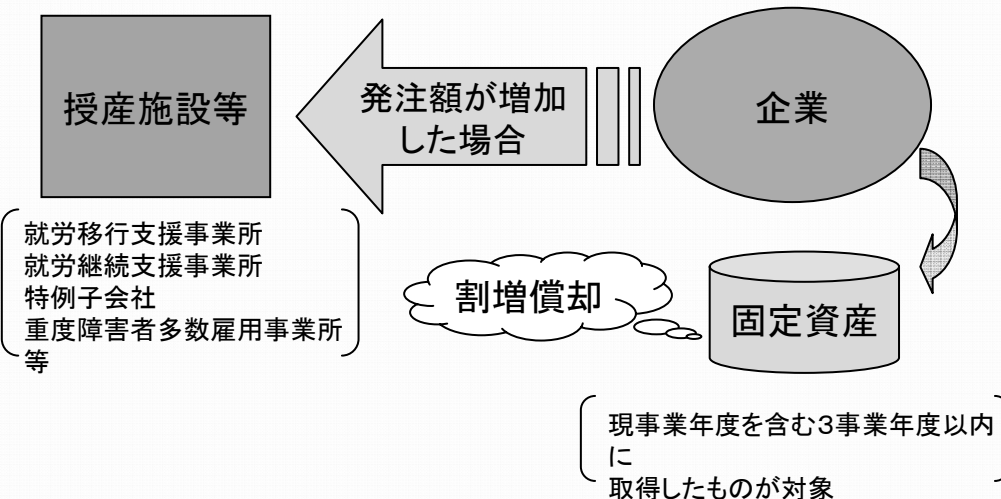 授産施設等
発注額が増加
した場合
企業
就労移行支援事業所
就労継続支援事業所
特例子会社
重度障害者多数雇用事業所
等
割増償却
固定資産
現事業年度を含む3事業年度以内
に
取得したものが対象